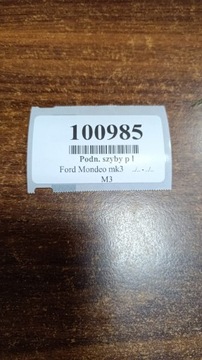 100985
Podn. szyby p l
Ford Mondeo mk3
M3